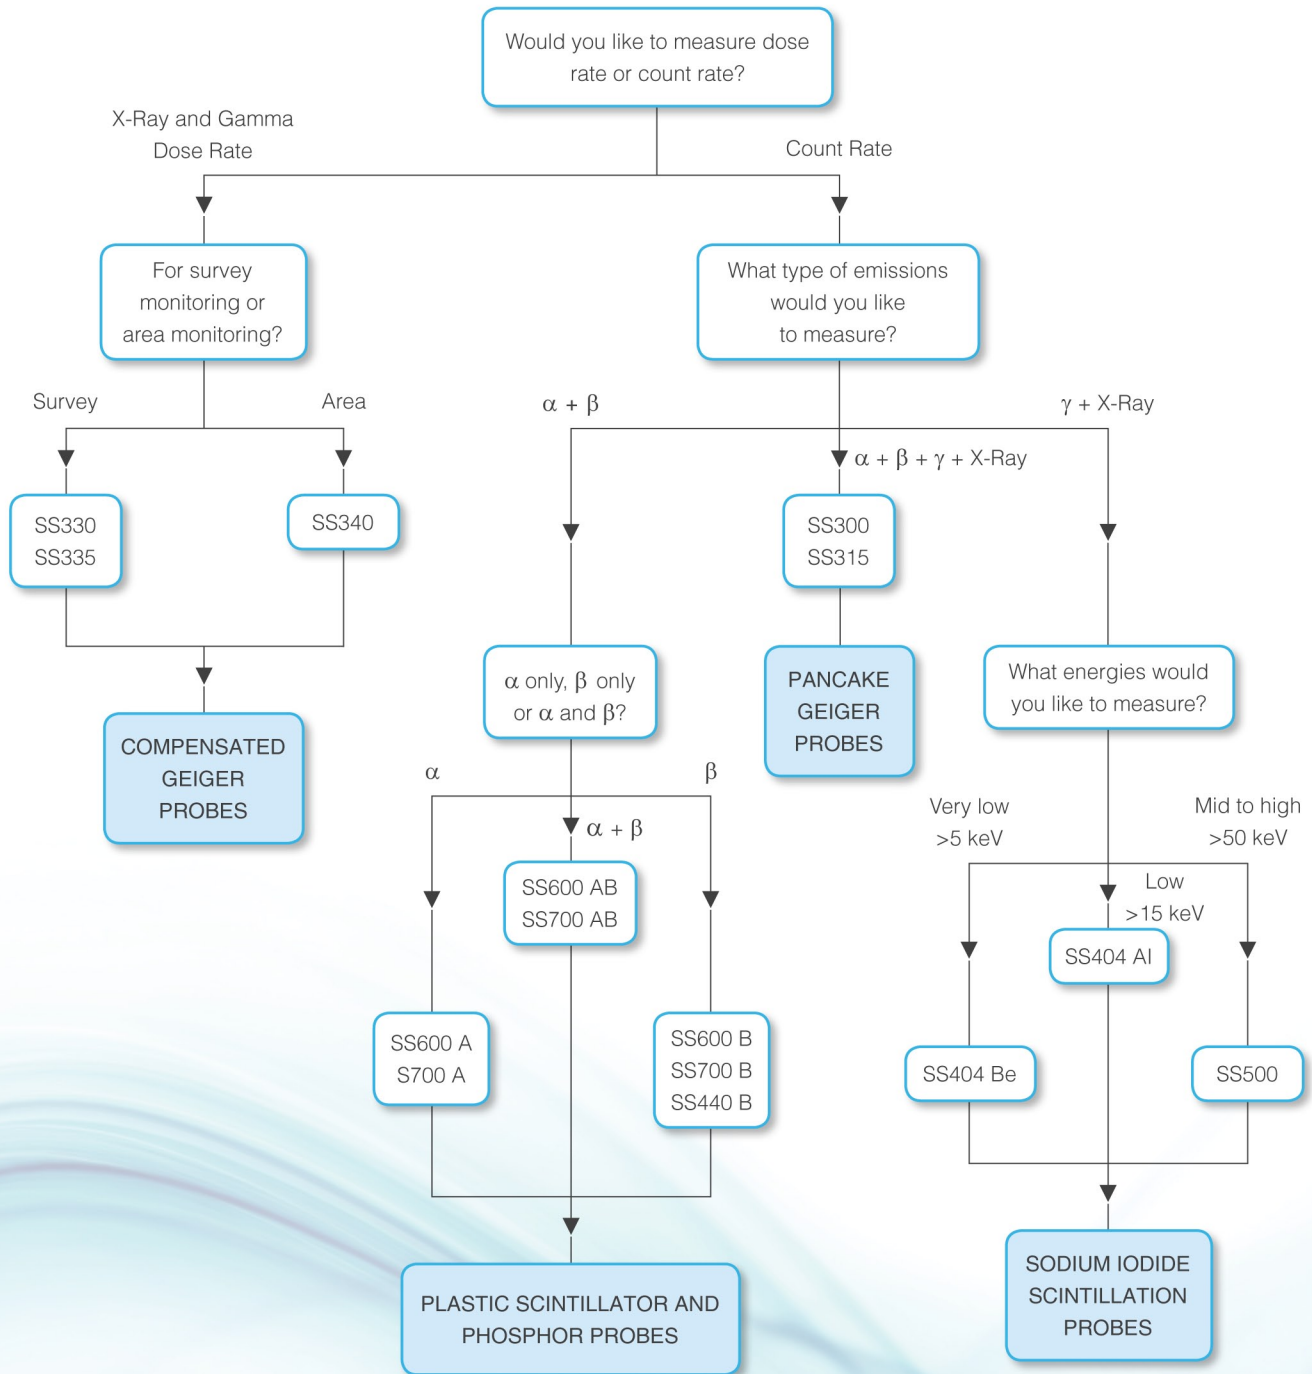 Would you like to measure dose
rate or count rate?
X-Ray and Gamma
Dose Rate
Count Rate
For survey
monitoring or
area monitoring?
What type of emissions
would you like
to measure?
Survey
Area
α + β
γ + X-Ray
α + β + γ + X-Ray
SS330
SS335
SS340
SS300
SS315
α only, β only
or α and β?
PANCAKE
GEIGER
PROBES
What energies would
you like to measure?
COMPENSATED
GEIGER
PROBES
α
β
α + β
Very low
>5 keV
Mid to high
>50 keV
Low
>15 keV
SS600 AB
SS700 AB
SS404 Al
SS600 A
S700 A
SS600 B
SS700 B
SS440 B
SS404 Be
SS500
PLASTIC SCINTILLATOR AND
PHOSPHOR PROBES
SODIUM IODIDE
SCINTILLATION
PROBES